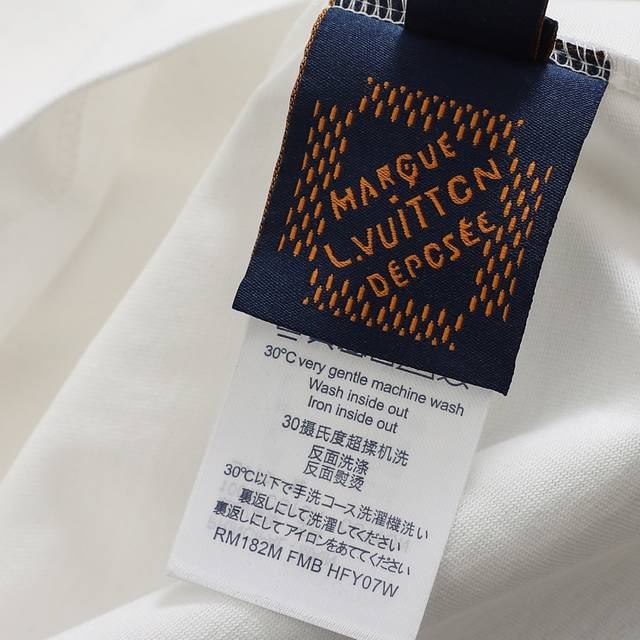 MARQUE
L.VUITTON
DÉPOSÉE
30°C very gentle machine wash
Wash inside out
Iron inside out
30摄氏度超揉机洗
反面洗涤
反面熨烫
30°C以下で手洗コース洗濯機洗い
裏返しにして洗濯してください
裏返しにしてアイロンをあててください
RM182M FMB HFY07W